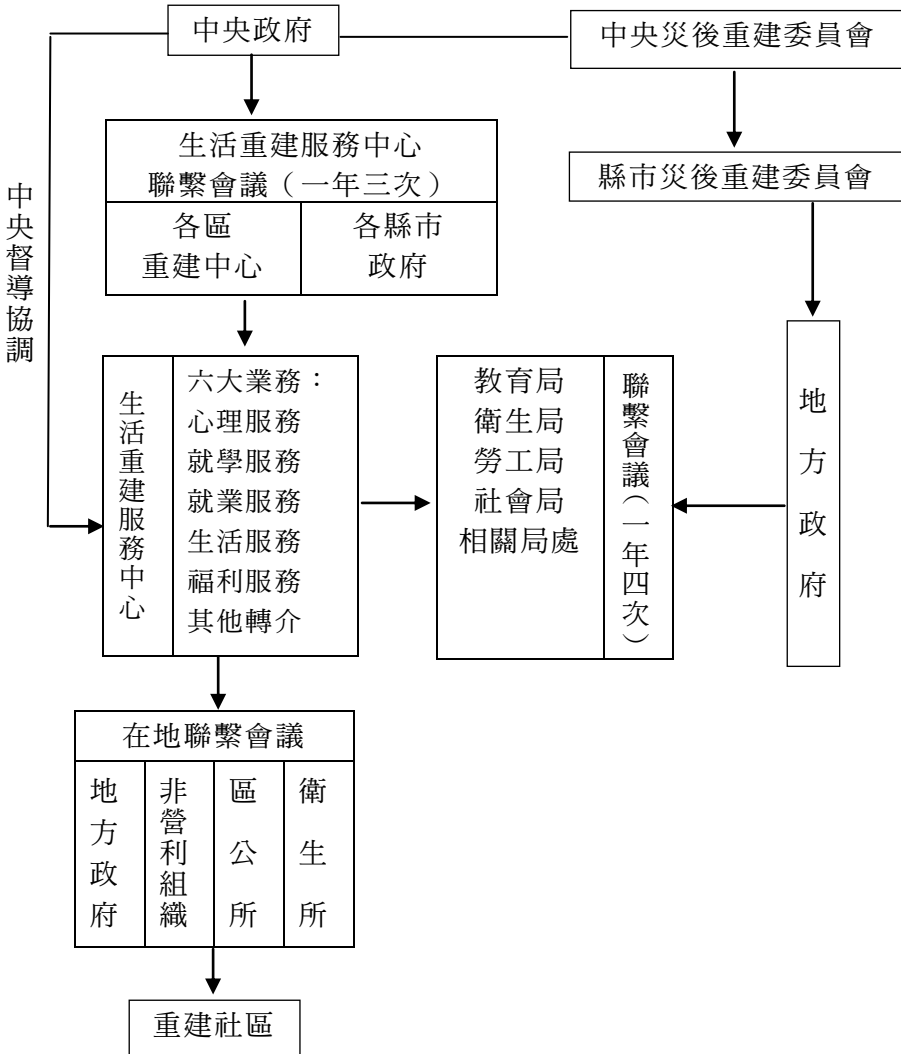 中央政府
中央災後重建委員會
生活重建服務中心
聯繫會議（一年三次）
各區
重建中心
各縣市
政府
縣市災後重建委員會
中央督導協調
生活重建服務中心
六大業務：
心理服務
就學服務
就業服務
生活服務
福利服務
其他轉介
教育局
衛生局
勞工局
社會局
相關局處
聯繫會議（一年四次）
地方政府
在地聯繫會議
地方政府
非營利組織
區公所
衛生所
重建社區